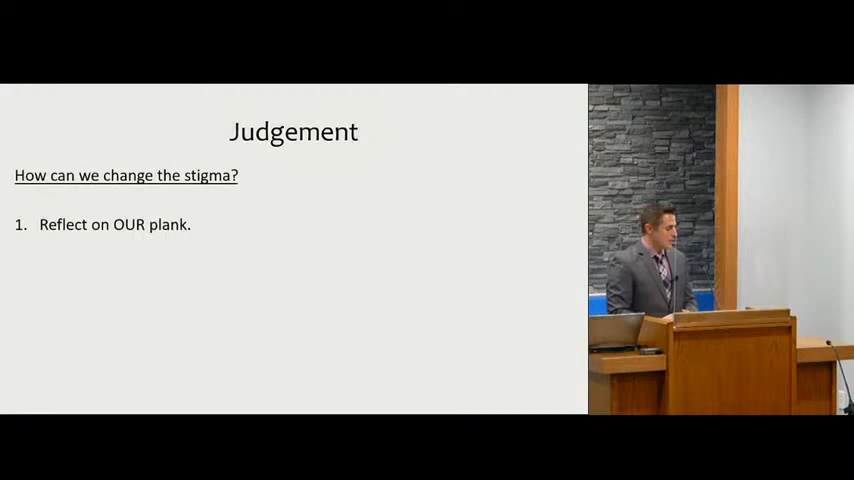 Judgement
How can we change the stigma?
1. Reflect on OUR plank.